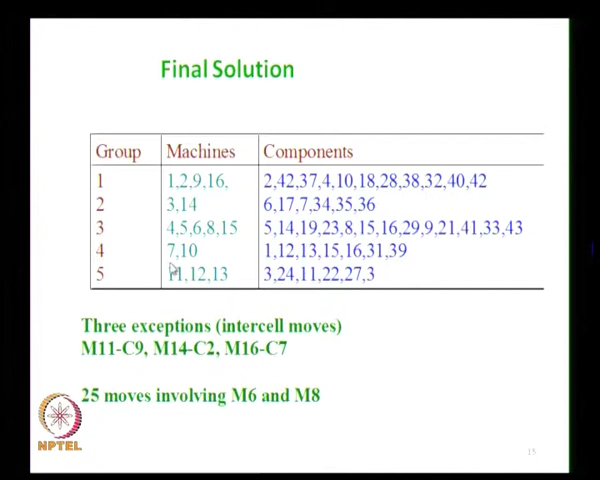 Final Solution
Group Machines Components
1 1,2,9,16, 2,42,37,4,10,18,28,38,32,40,42
2 3,14 6,17,7,34,35,36
3 4,5,6,8,15 5,14,19,23,8,15,16,29,9,21,41,33,43
4 7,10 1,12,13,15,16,31,39
5 11,12,13 3,24,11,22,27,3
Three exceptions (intercell moves)
M11-C9, M14-C2, M16-C7
25 moves involving M6 and M8
NPTEL
15